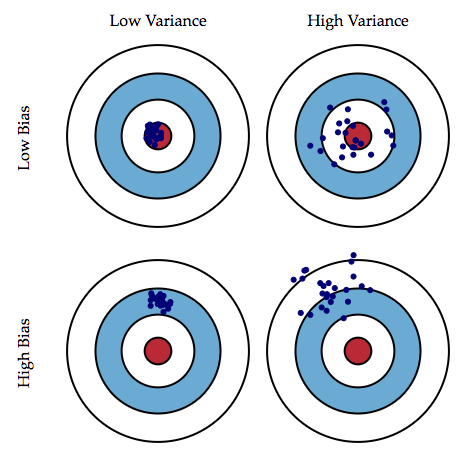 Low Variance
High Variance
Low Bias
High Bias